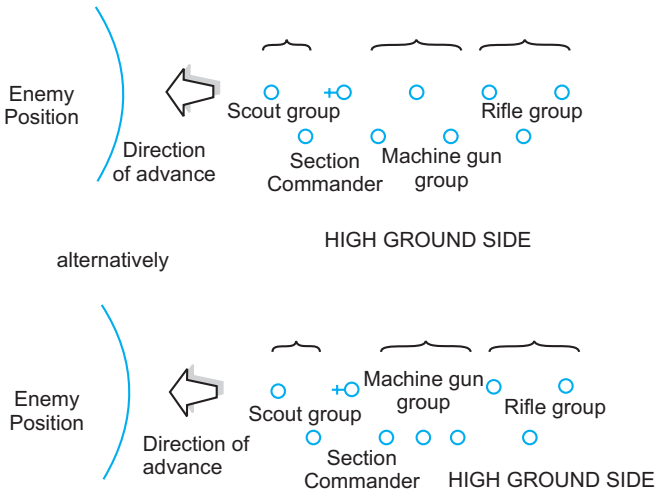 Enemy
Position
Scout group
Rifle group
Direction
of advance
Section
Commander
Machine gun
group
HIGH GROUND SIDE
alternatively
Enemy
Position
Machine gun
group
Scout group
Rifle group
Direction of
advance
Section
Commander
HIGH GROUND SIDE